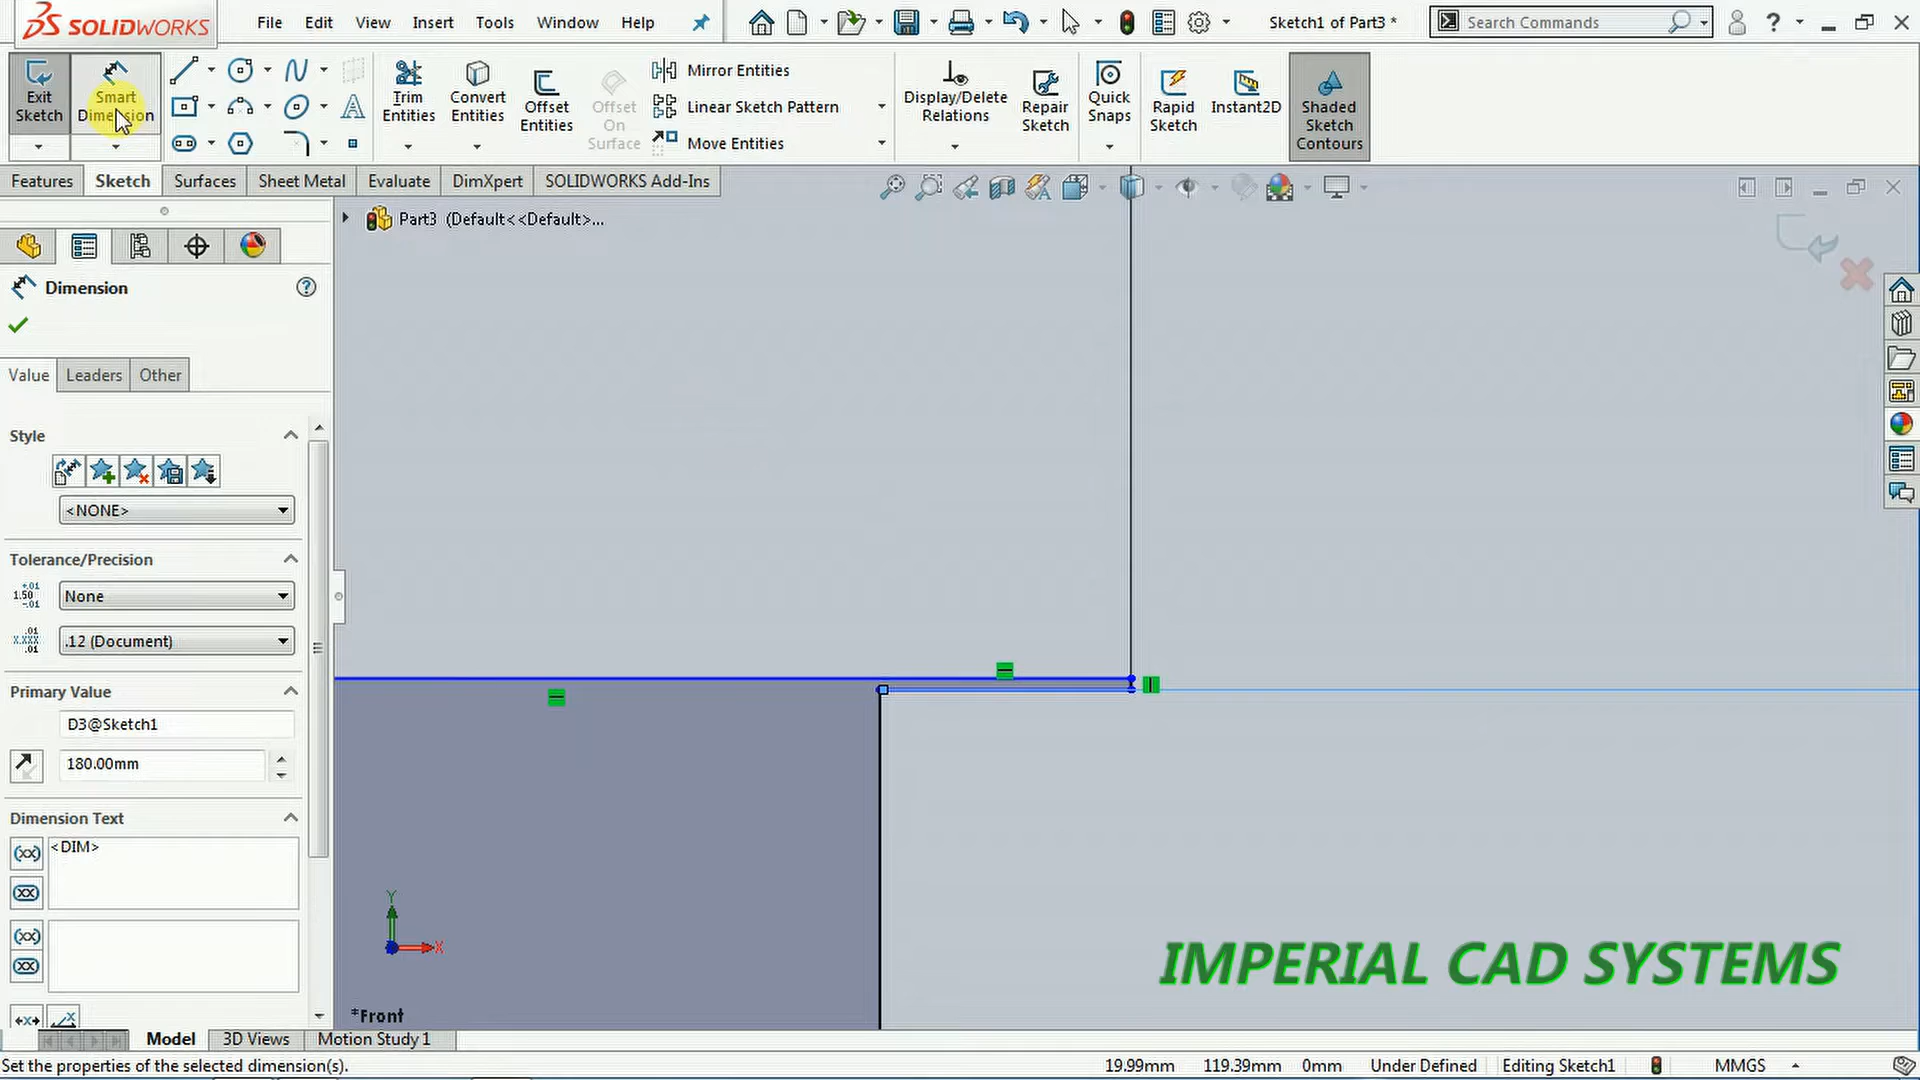 SOLIDWORKS
File Edit View Insert Tools Window Help
Sketch1 of Part3 *
Search Commands
?
Exit Sketch
Smart Dimension
Trim Entities
Convert Entities
Offset Entities
Offset On Surface
Mirror Entities
Linear Sketch Pattern
Move Entities
Display/Delete Relations
Repair Sketch
Quick Snaps
Rapid Sketch
Instant2D
Shaded Sketch Contours
Features Sketch Surfaces Sheet Metal Evaluate DimXpert SOLIDWORKS Add-Ins
Part3 (Default<<Default>...
Dimension
?
Value Leaders Other
Style
<NONE>
Tolerance/Precision
None
.12 (Document)
Primary Value
D3@Sketch1
180.00mm
Dimension Text
<DIM>
Y
X
*Front
IMPERIAL CAD SYSTEMS
Model 3D Views Motion Study 1
Set the properties of the selected dimension(s).
19.99mm 119.39mm 0mm Under Defined Editing Sketch1 MMGS